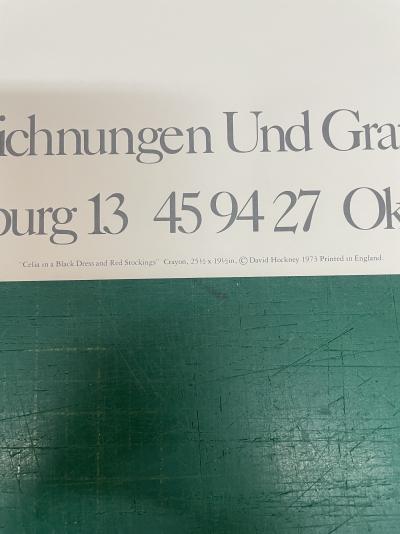 ichnungen Und Gra
burg 13 45 94 27 Ok
"Celia in a Black Dress and Red Stockings" Crayon, 25½ x 19½in. © David Hockney 1973 Printed in England.